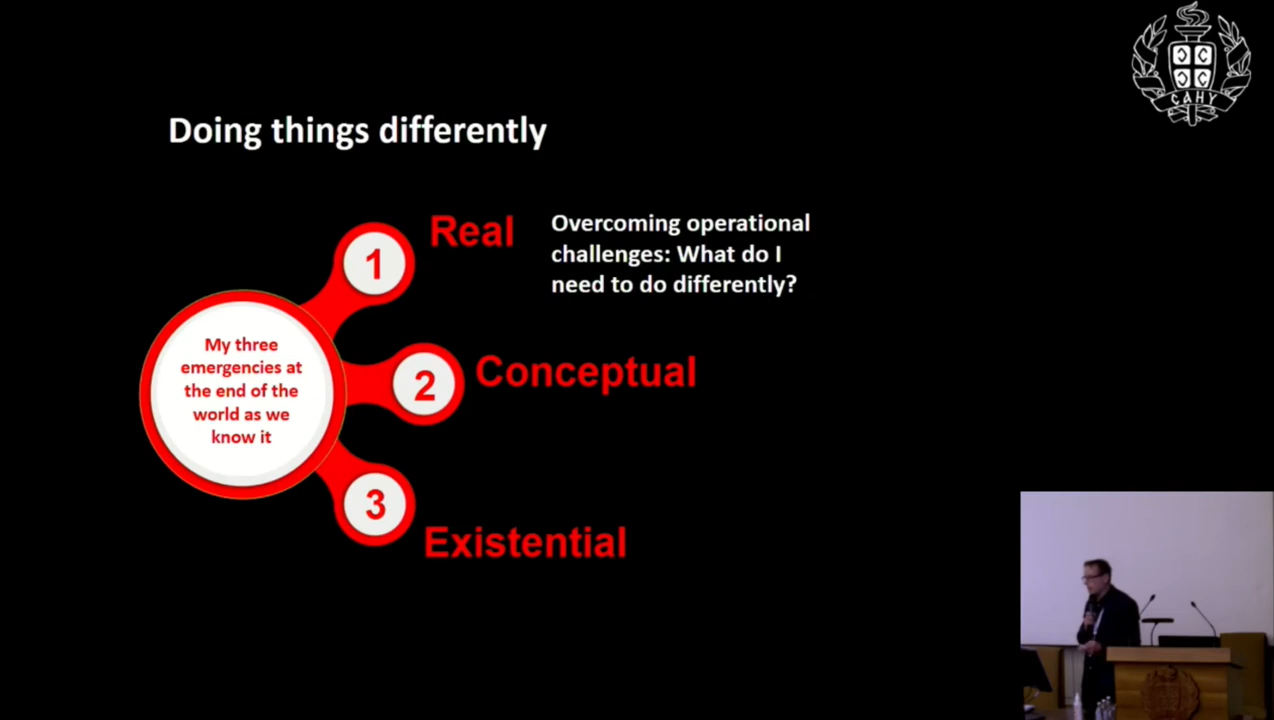 Doing things differently
1
Real
Overcoming operational
challenges: What do I
need to do differently?
My three
emergencies at
the end of the
world as we
know it
2
Conceptual
3
Existential
САНУ